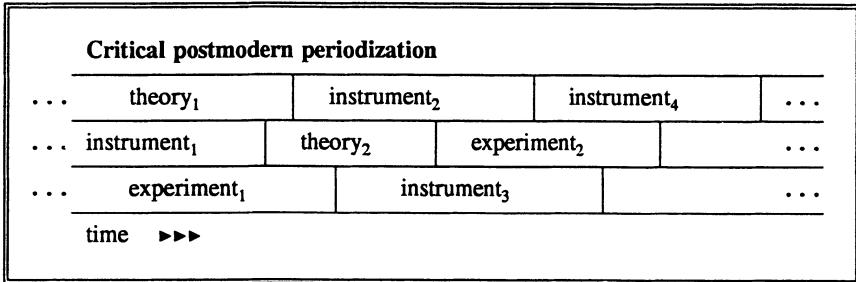 Critical postmodern periodization
... theory₁ instrument₂ instrument₄ ...
... instrument₁ theory₂ experiment₂ ...
... experiment₁ instrument₃ ...
time ►►►